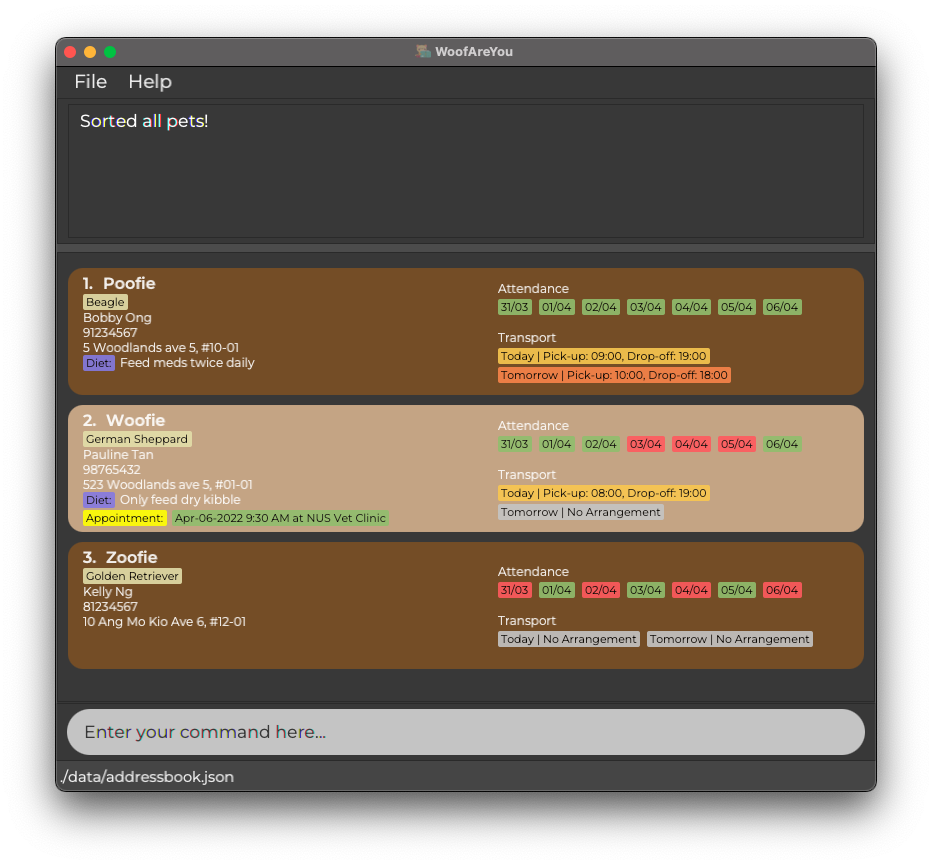 WoofAreYou
File Help
Sorted all pets!
1. Poofie
Beagle
Bobby Ong
91234567
5 Woodlands ave 5, #10-01
Diet: Feed meds twice daily
Attendance
31/03 01/04 02/04 03/04 04/04 05/04 06/04
Transport
Today | Pick-up: 09:00, Drop-off: 19:00
Tomorrow | Pick-up: 10:00, Drop-off: 18:00
2. Woofie
German Sheppard
Pauline Tan
98765432
523 Woodlands ave 5, #01-01
Diet: Only feed dry kibble
Appointment: Apr-06-2022 9:30 AM at NUS Vet Clinic
Attendance
31/03 01/04 02/04 03/04 04/04 05/04 06/04
Transport
Today | Pick-up: 08:00, Drop-off: 19:00
Tomorrow | No Arrangement
3. Zoofie
Golden Retriever
Kelly Ng
81234567
10 Ang Mo Kio Ave 6, #12-01
Attendance
31/03 01/04 02/04 03/04 04/04 05/04 06/04
Transport
Today | No Arrangement Tomorrow | No Arrangement
Enter your command here...
./data/addressbook.json